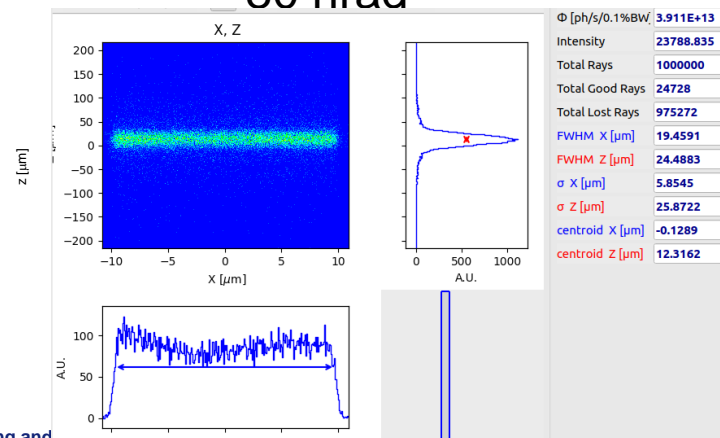 X, Z
200
150
100
50
0
−50
−100
−150
−200
z [µm]
−10 −5 0 5 10
X [µm]
0 500 1000
A.U.
100
50
0
A.U.
Φ [ph/s/0.1%BW] 3.911E+13
Intensity 23788.835
Total Rays 1000000
Total Good Rays 24728
Total Lost Rays 975272
FWHM X [µm] 19.4591
FWHM Z [µm] 24.4883
σ X [µm] 5.8545
σ Z [µm] 25.8722
centroid X [µm] -0.1289
centroid Z [µm] 12.3162
and